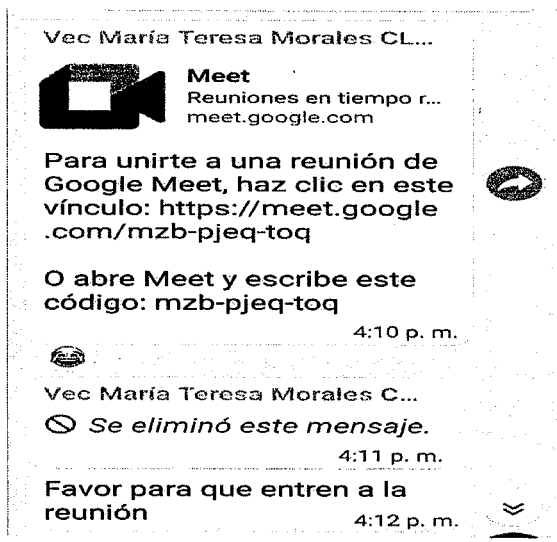 Vec María Teresa Morales CL...
Meet
Reuniones en tiempo r...
meet.google.com
Para unirte a una reunión de
Google Meet, haz clic en este
vínculo: https://meet.google
.com/mzb-pjeq-toq
O abre Meet y escribe este
código: mzb-pjeq-toq
4:10 p. m.
Vec María Teresa Morales C...
Se eliminó este mensaje.
4:11 p. m.
Favor para que entren a la
reunión
4:12 p. m.